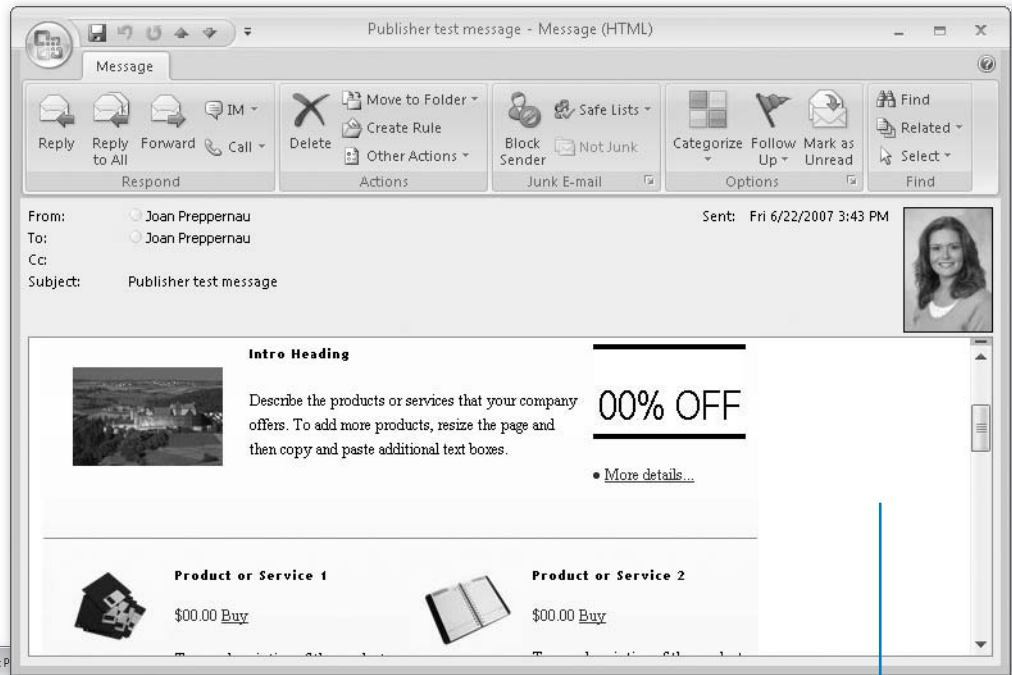 Publisher test message - Message (HTML)
Message
Reply
Reply to All
Forward
IM
Call
Respond
Delete
Move to Folder
Create Rule
Other Actions
Actions
Block Sender
Safe Lists
Not Junk
Junk E-mail
Categorize
Follow Up
Mark as Unread
Options
Find
Related
Select
Find
From: Joan Preppernau
Sent: Fri 6/22/2007 3:43 PM
To: Joan Preppernau
Cc:
Subject: Publisher test message
Intro Heading
Describe the products or services that your company
offers. To add more products, resize the page and
then copy and paste additional text boxes.
00% OFF
• More details...
Product or Service 1
$00.00 Buy
Product or Service 2
$00.00 Buy